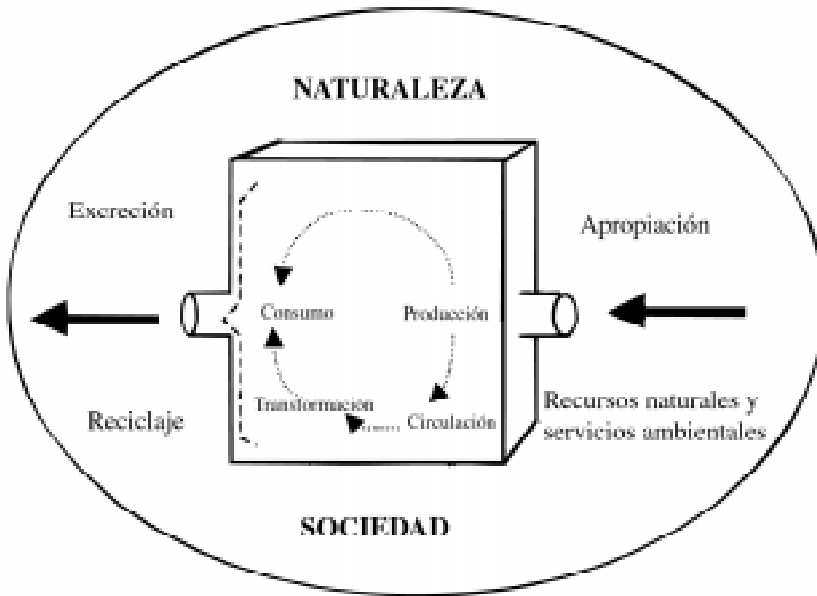 NATURALEZA
Excreción
Apropiación
Consumo
Producción
Transformación
Circulación
Reciclaje
Recursos naturales y
servicios ambientales
SOCIEDAD